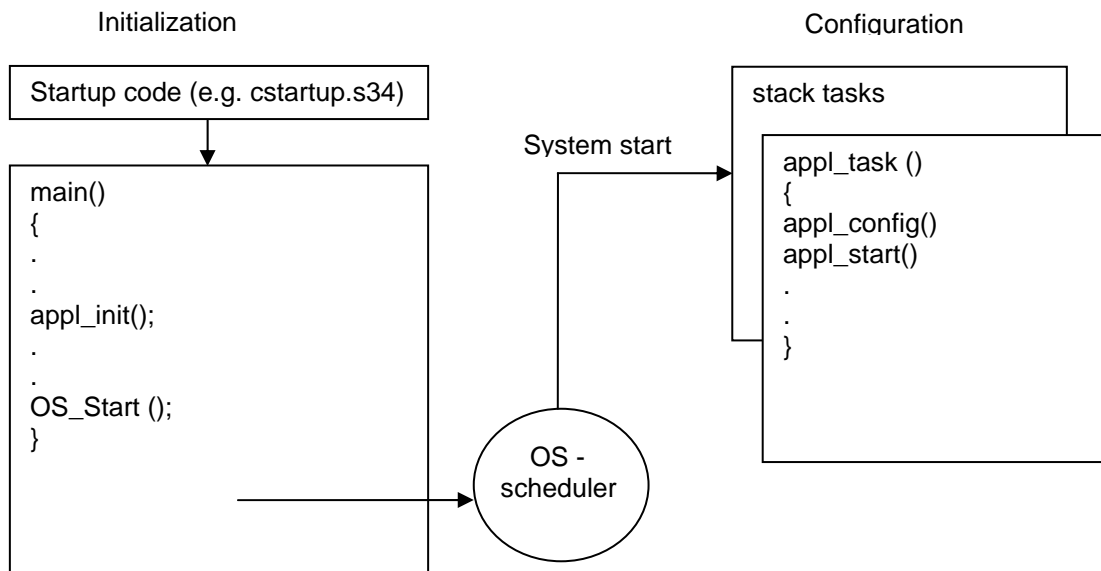 Initialization
Configuration
Startup code (e.g. cstartup.s34)
main()
{
.
.
appl_init();
.
.
OS_Start ();
}
System start
OS -
scheduler
stack tasks
appl_task ()
{
appl_config()
appl_start()
.
.
}